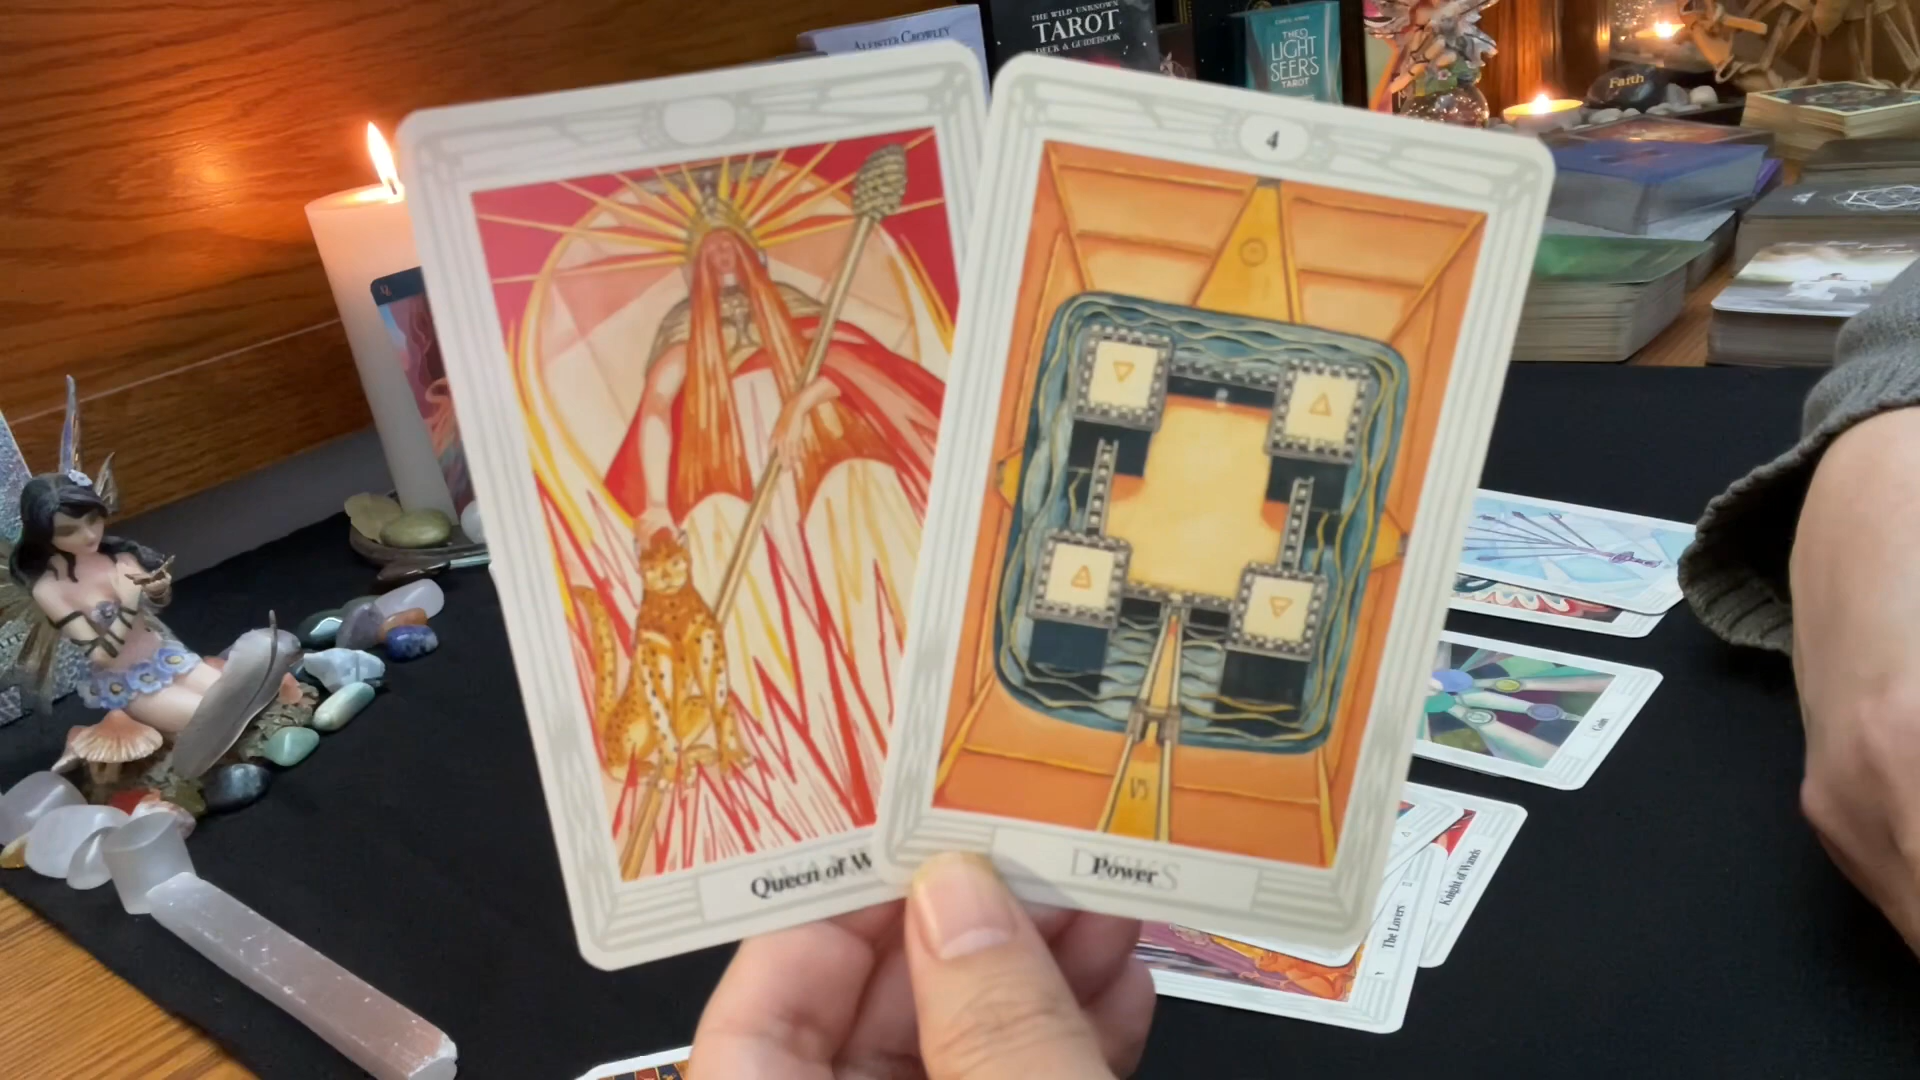 ALEISTER CROWLEY
THE WILD UNKNOWN
TAROT
DECK & GUIDEBOOK
THE
LIGHT
SEER'S
TAROT
Faith
4
Queen of W
DISKS
Power
Gain
Knight of Wands
The Lovers